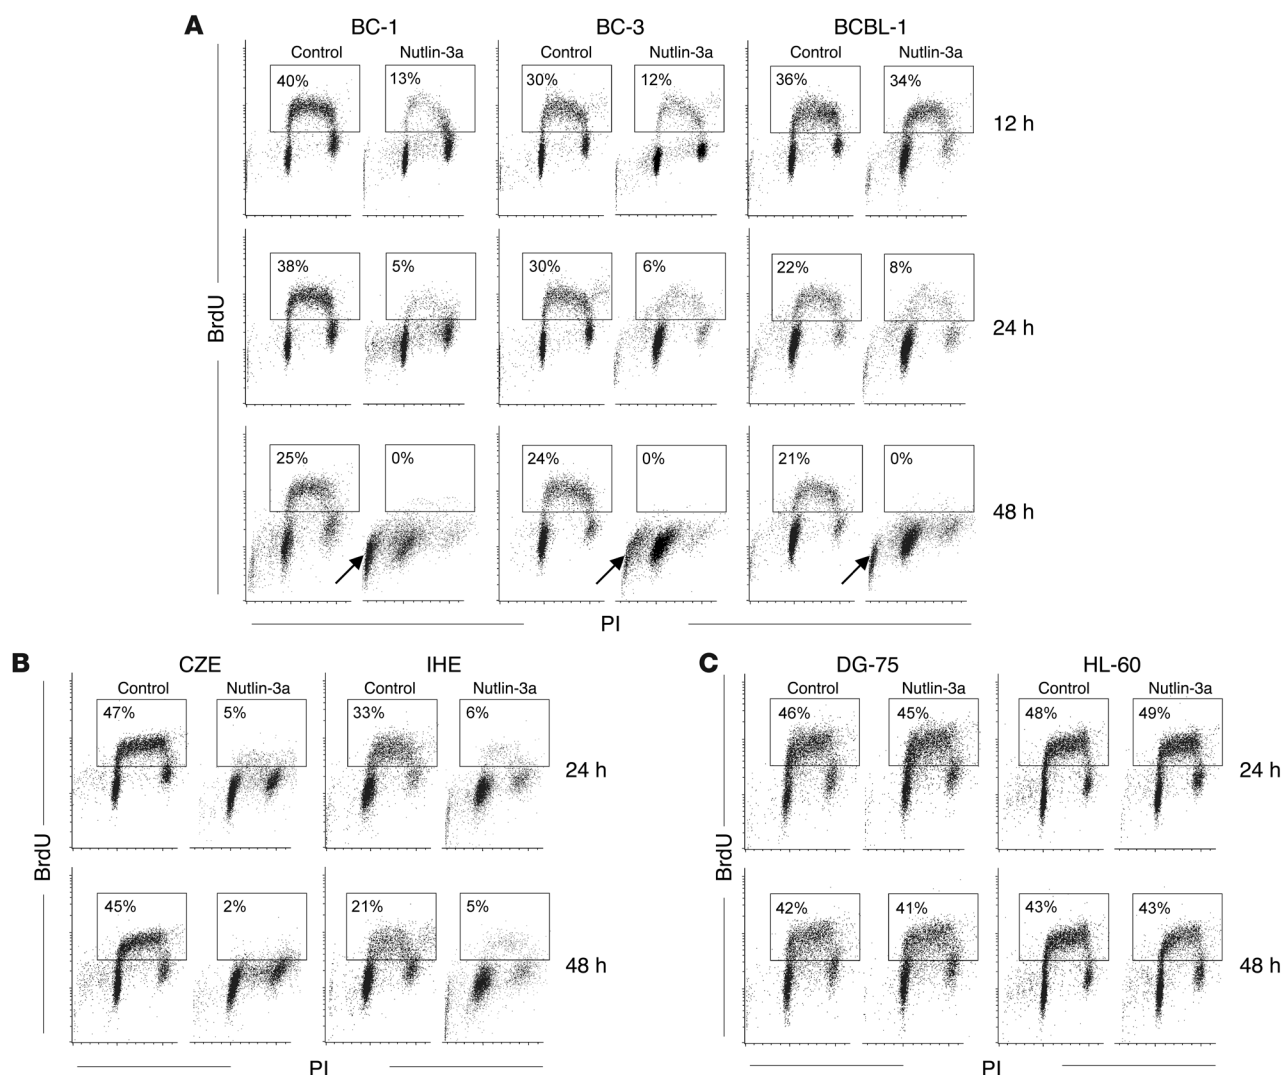 A
BC-1 BC-3 BCBL-1
Control Nutlin-3a Control Nutlin-3a Control Nutlin-3a
40% 13% 30% 12% 36% 34%
12 h
38% 5% 30% 6% 22% 8%
24 h
BrdU
25% 0% 24% 0% 21% 0%
48 h
PI
B
CZE IHE
Control Nutlin-3a Control Nutlin-3a
47% 5% 33% 6%
24 h
BrdU
45% 2% 21% 5%
48 h
PI
C
DG-75 HL-60
Control Nutlin-3a Control Nutlin-3a
46% 45% 48% 49%
24 h
BrdU
42% 41% 43% 43%
48 h
PI